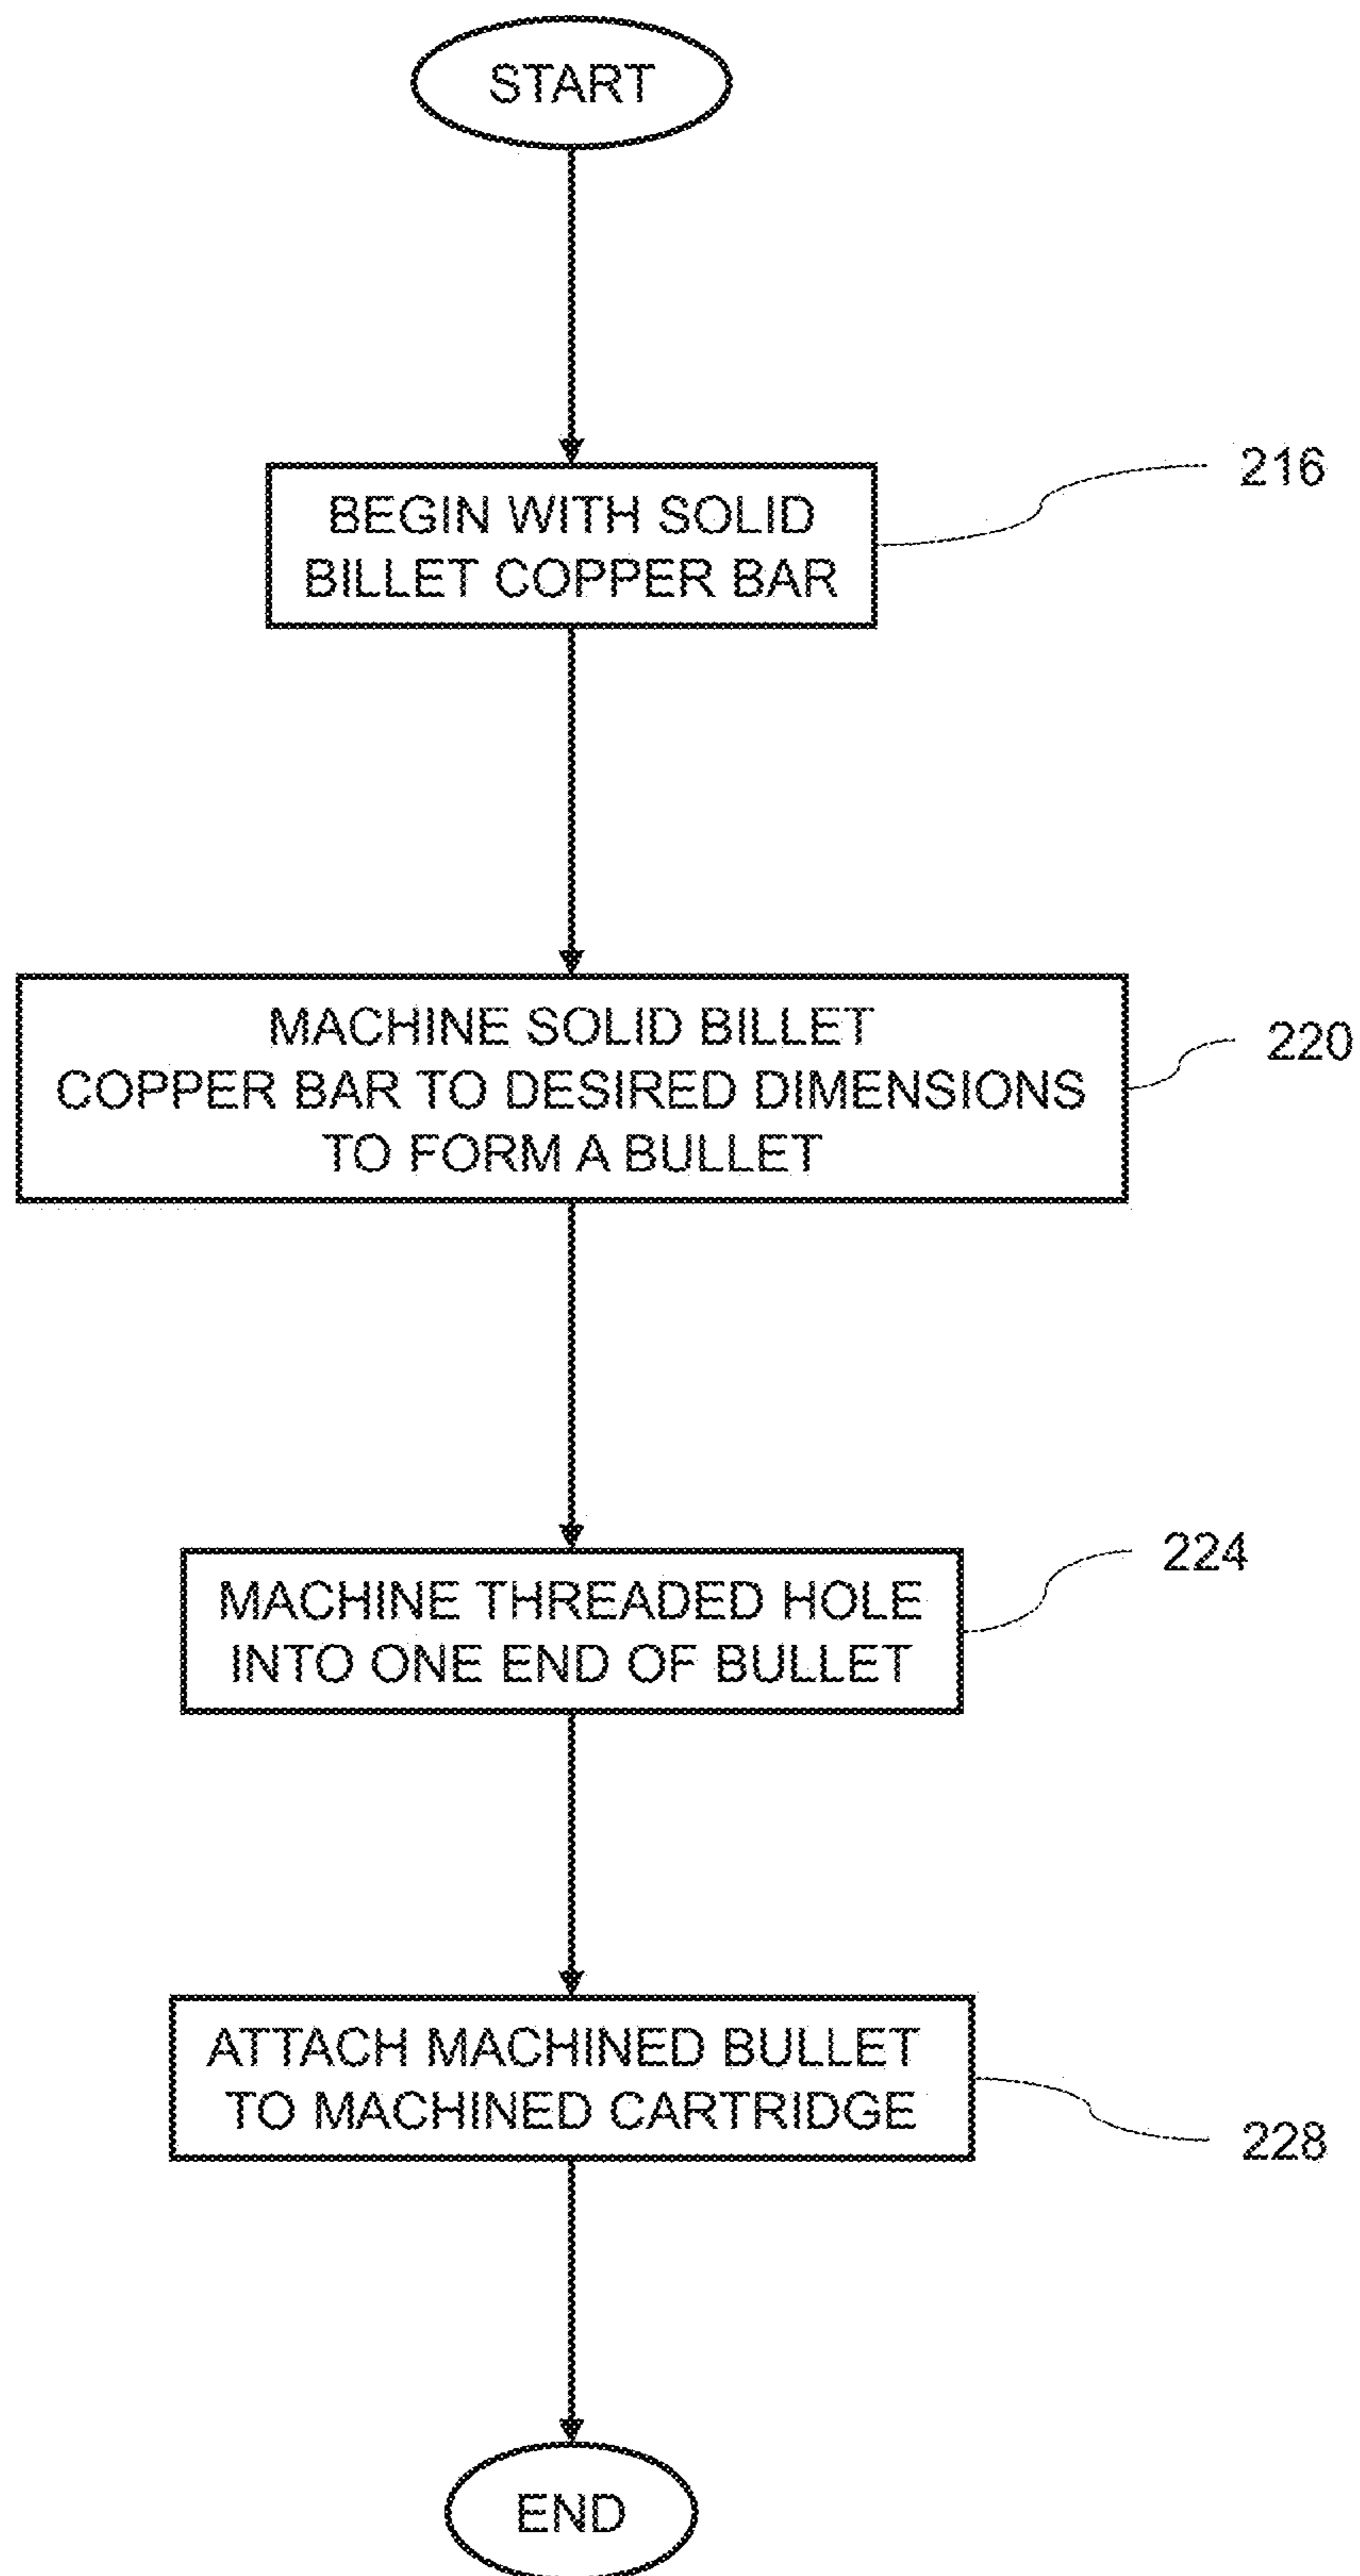 START
BEGIN WITH SOLID
BILLET COPPER BAR
216
MACHINE SOLID BILLET
COPPER BAR TO DESIRED DIMENSIONS
TO FORM A BULLET
220
MACHINE THREADED HOLE
INTO ONE END OF BULLET
224
ATTACH MACHINED BULLET
TO MACHINED CARTRIDGE
228
END